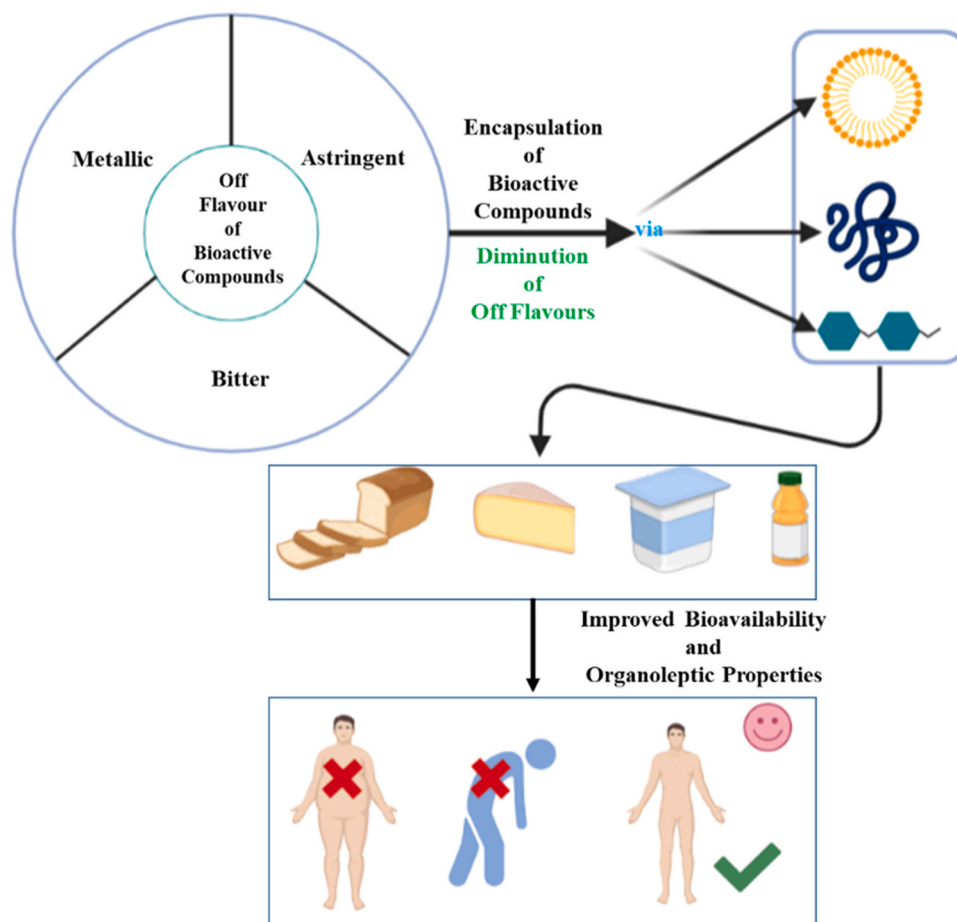 Metallic
Astringent
Off
Flavour
of
Bioactive
Compounds
Bitter
Encapsulation
of
Bioactive
Compounds
via
Diminution
of
Off Flavours
Improved Bioavailability
and
Organoleptic Properties